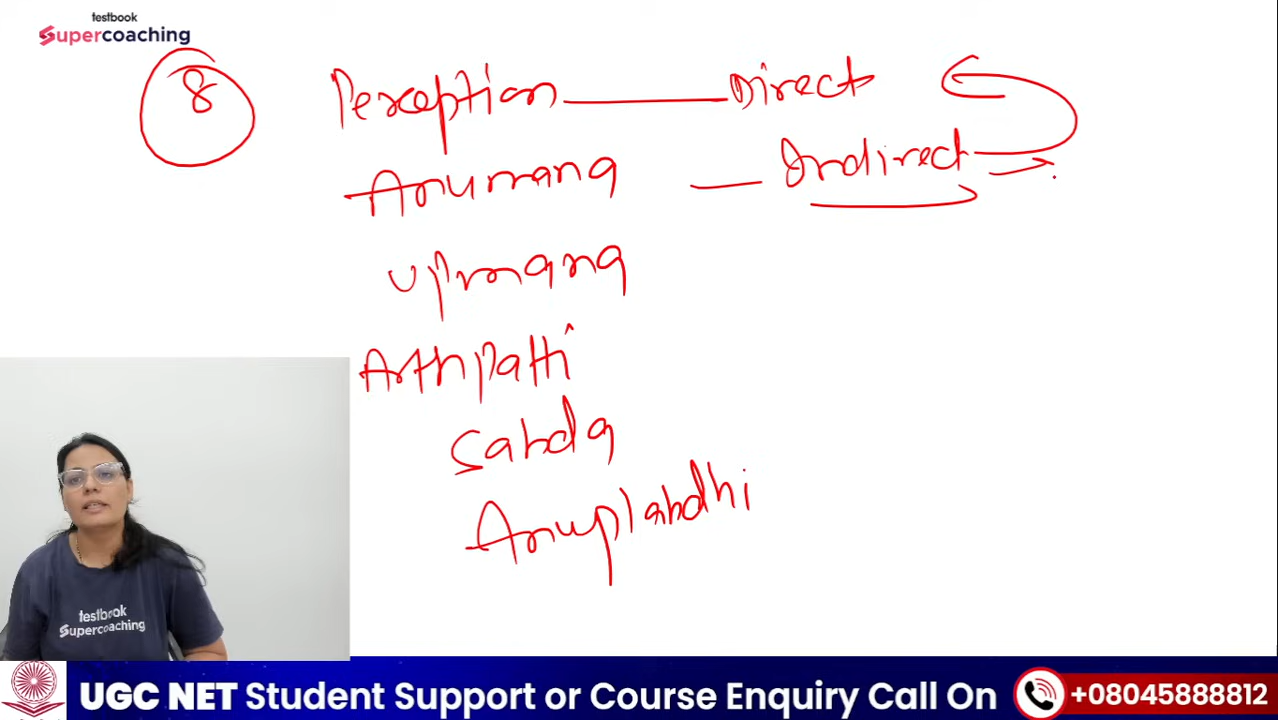 testbook
Supercoaching
8
Perception — Direct
Anumana — Indirect
Upmana
Arthpatti
Sabda
Anuplabdhi
testbook
Supercoaching
UGC NET Student Support or Course Enquiry Call On +08045888812